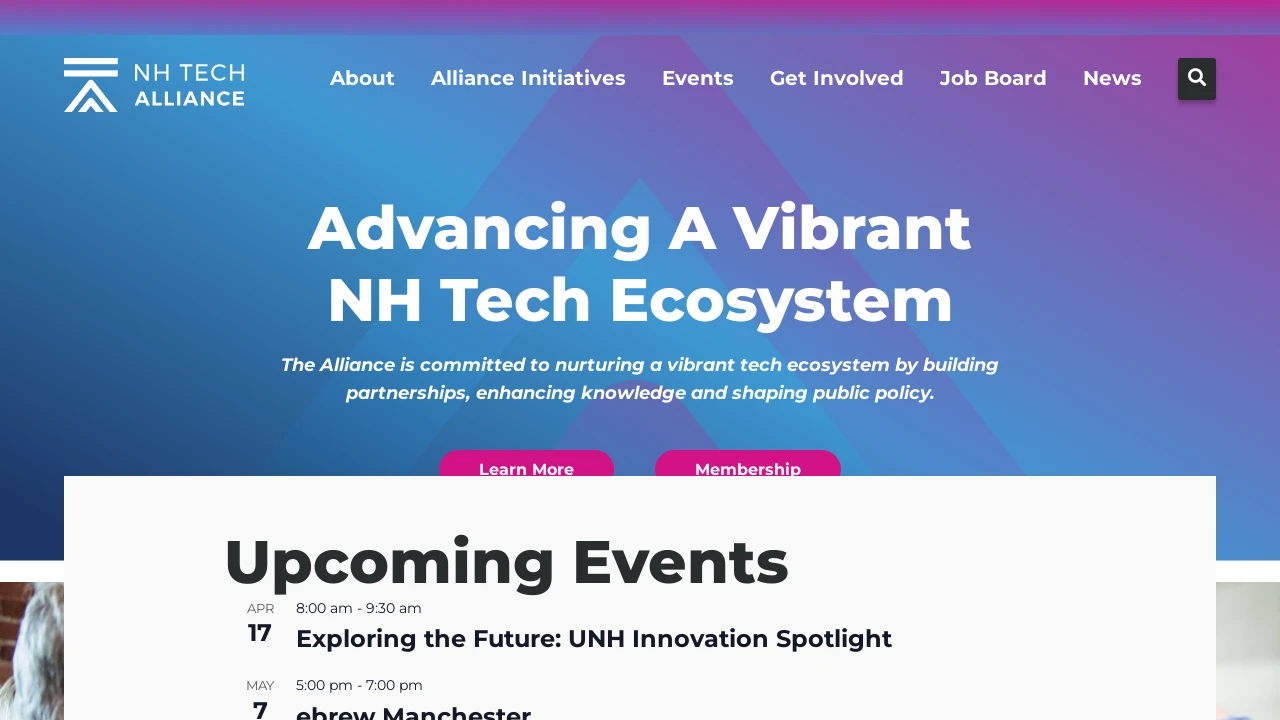 NH TECH
ALLIANCE
About Alliance Initiatives Events Get Involved Job Board News
Advancing A Vibrant
NH Tech Ecosystem
The Alliance is committed to nurturing a vibrant tech ecosystem by building
partnerships, enhancing knowledge and shaping public policy.
Learn More Membership
Upcoming Events
APR 8:00 am - 9:30 am
17 Exploring the Future: UNH Innovation Spotlight
MAY 5:00 pm - 7:00 pm
7 ebrew Manchester